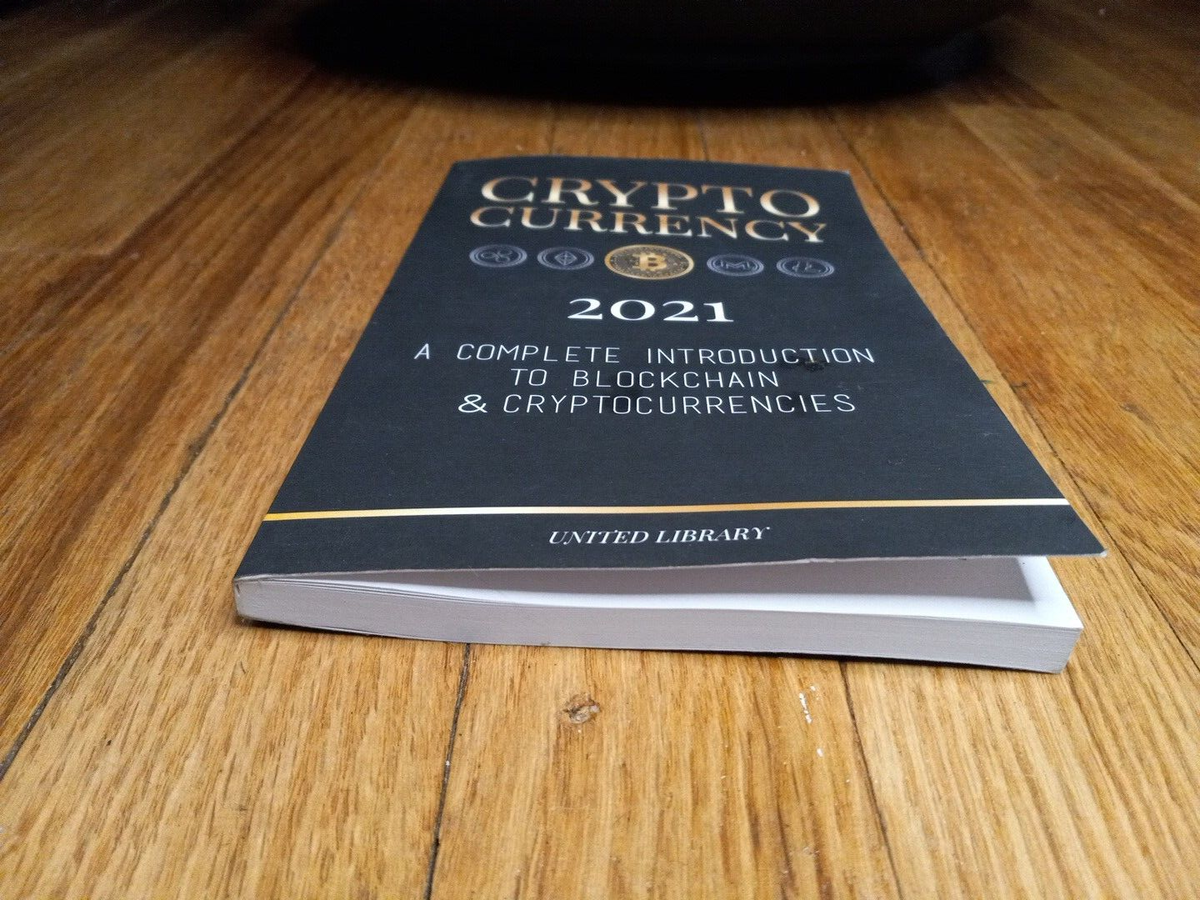 CRYPTO
CURRENCY
2021
A COMPLETE INTRODUCTION
TO BLOCKCHAIN
& CRYPTOCURRENCIES
UNITED LIBRARY